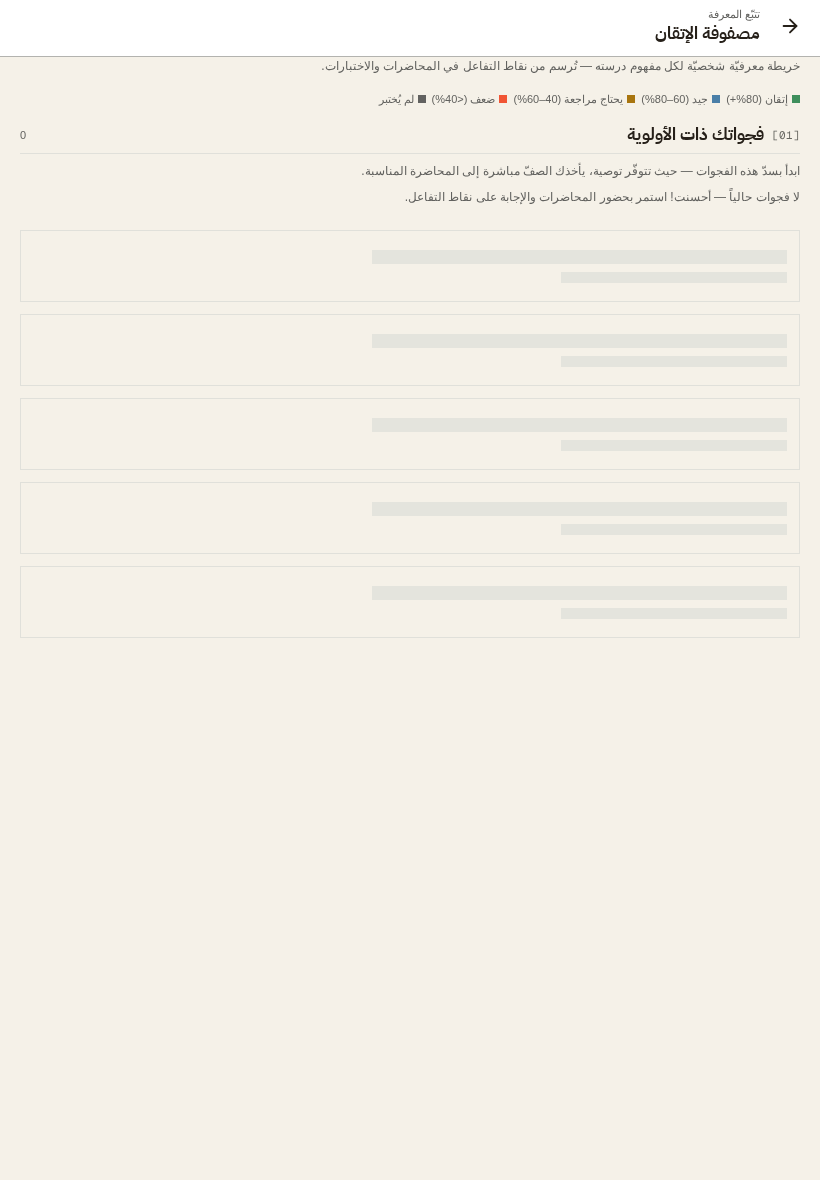 تتبّع المعرفة
مصفوفة الإتقان
خريطة معرفيّة شخصيّة لكل مفهوم درسته — تُرسم من نقاط التفاعل في المحاضرات والاختبارات.
إتقان (80%+) جيد (60–80%) يحتاج مراجعة (40–60%) ضعف (<40%) لم يُختبر
[01] فجواتك ذات الأولوية 0
ابدأ بسدّ هذه الفجوات — حيث تتوفّر توصية، يأخذك الصفّ مباشرة إلى المحاضرة المناسبة.
لا فجوات حالياً — أحسنت! استمر بحضور المحاضرات والإجابة على نقاط التفاعل.